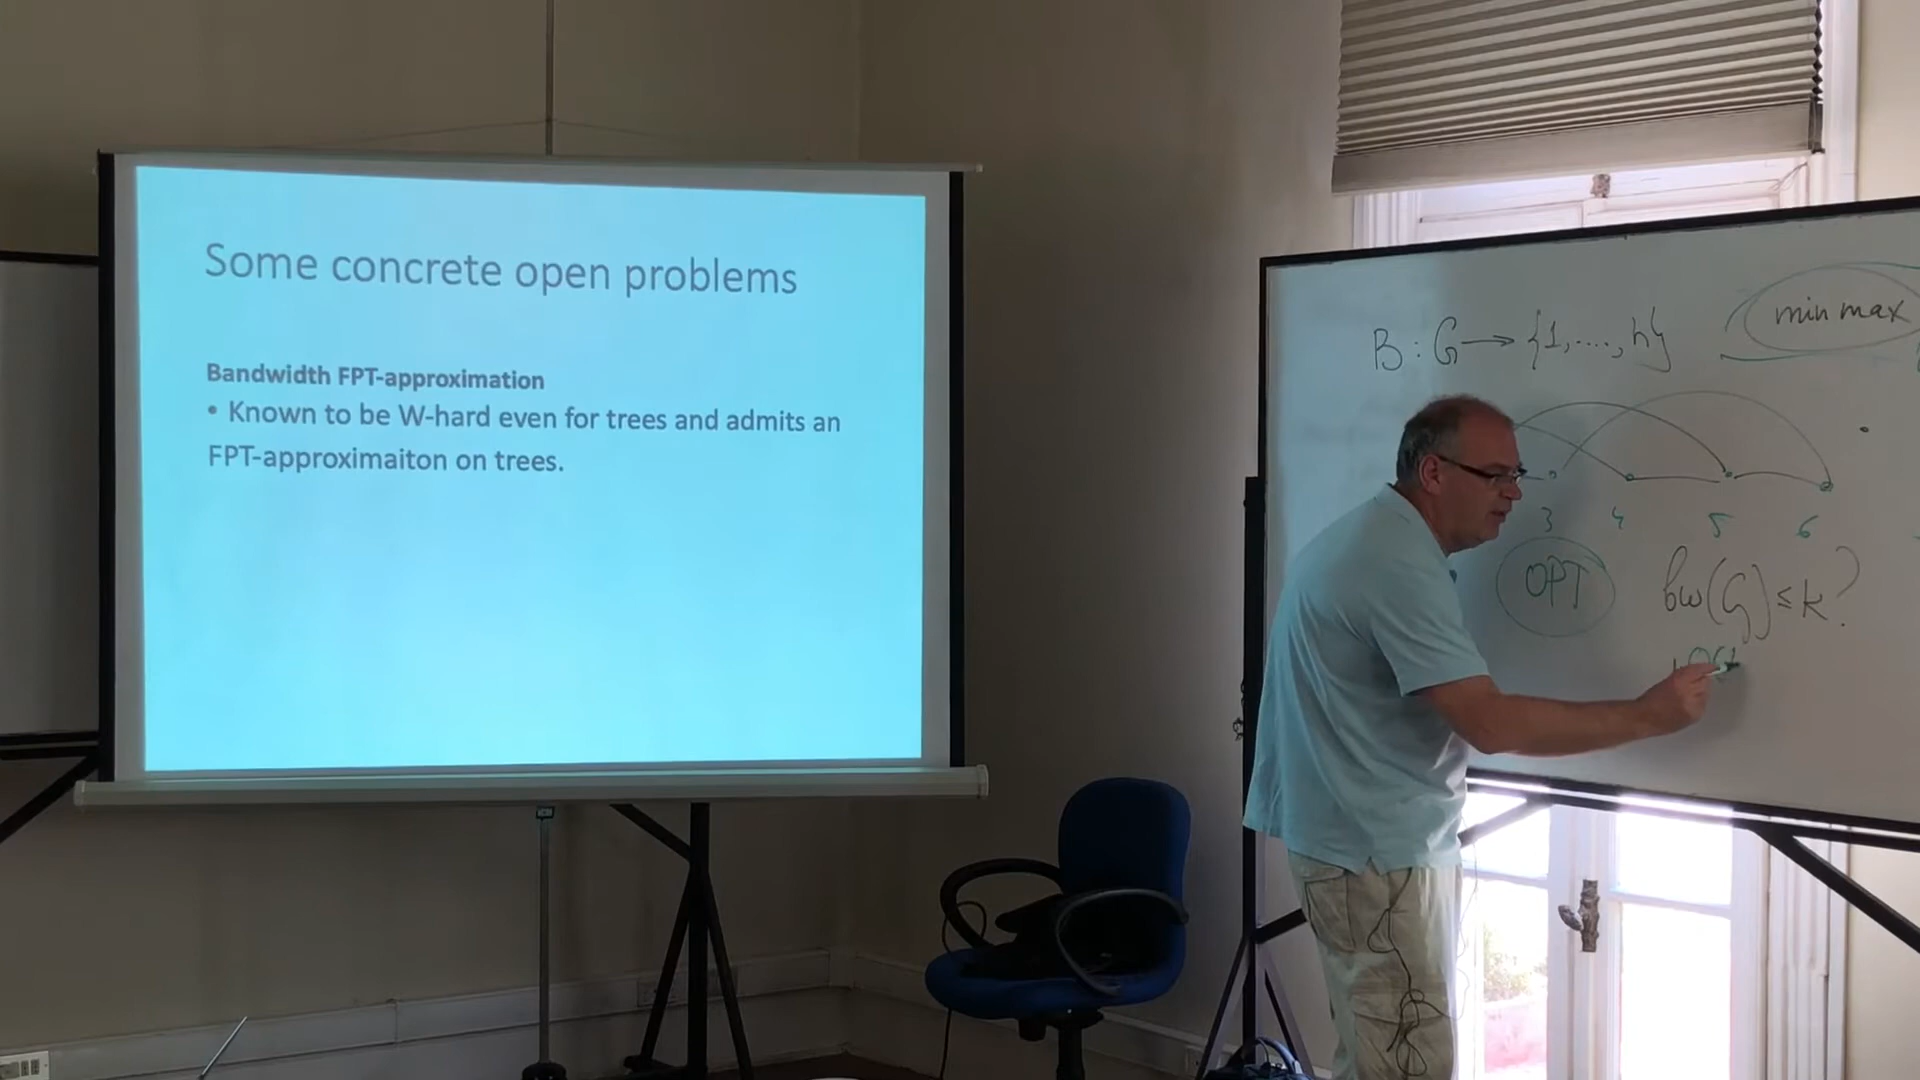 Some concrete open problems
Bandwidth FPT-approximation
• Known to be W-hard even for trees and admits an
FPT-approximaiton on trees.
min max
B : G → {1, ...., n}
3 4 5 6
OPT
bw(G) ≤ k?